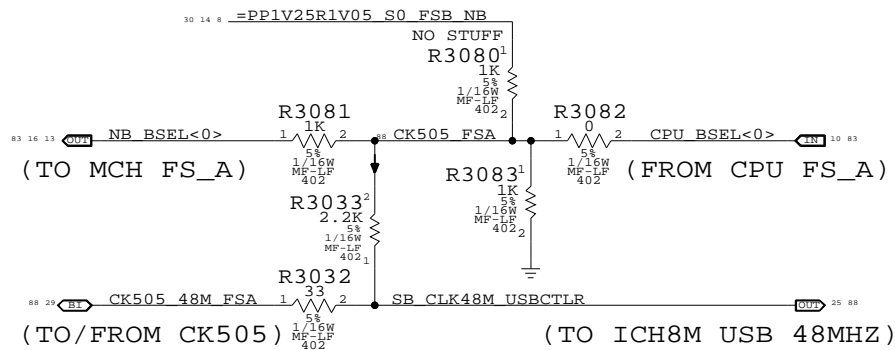 30 14 8 =PP1V25R1V05_S0_FSB_NB
NO STUFF
R3080 1
1K
5%
1/16W
MF-LF
402 2
R3081
1K
1 2
5%
1/16W
MF-LF
402
R3082
0
1 2
5%
1/16W
MF-LF
402
83 16 13 OUT NB_BSEL<0>
88 CK505_FSA
CPU_BSEL<0> IN 10 83
(TO MCH FS_A)
(FROM CPU FS_A)
R3083 1
1K
5%
1/16W
MF-LF
402 2
R3033 2
2.2K
5%
1/16W
MF-LF
402 1
R3032
33
1 2
5%
1/16W
MF-LF
402
88 29 BI CK505_48M_FSA
SB_CLK48M_USBCTLR OUT 25 88
(TO/FROM CK505)
(TO ICH8M USB 48MHZ)